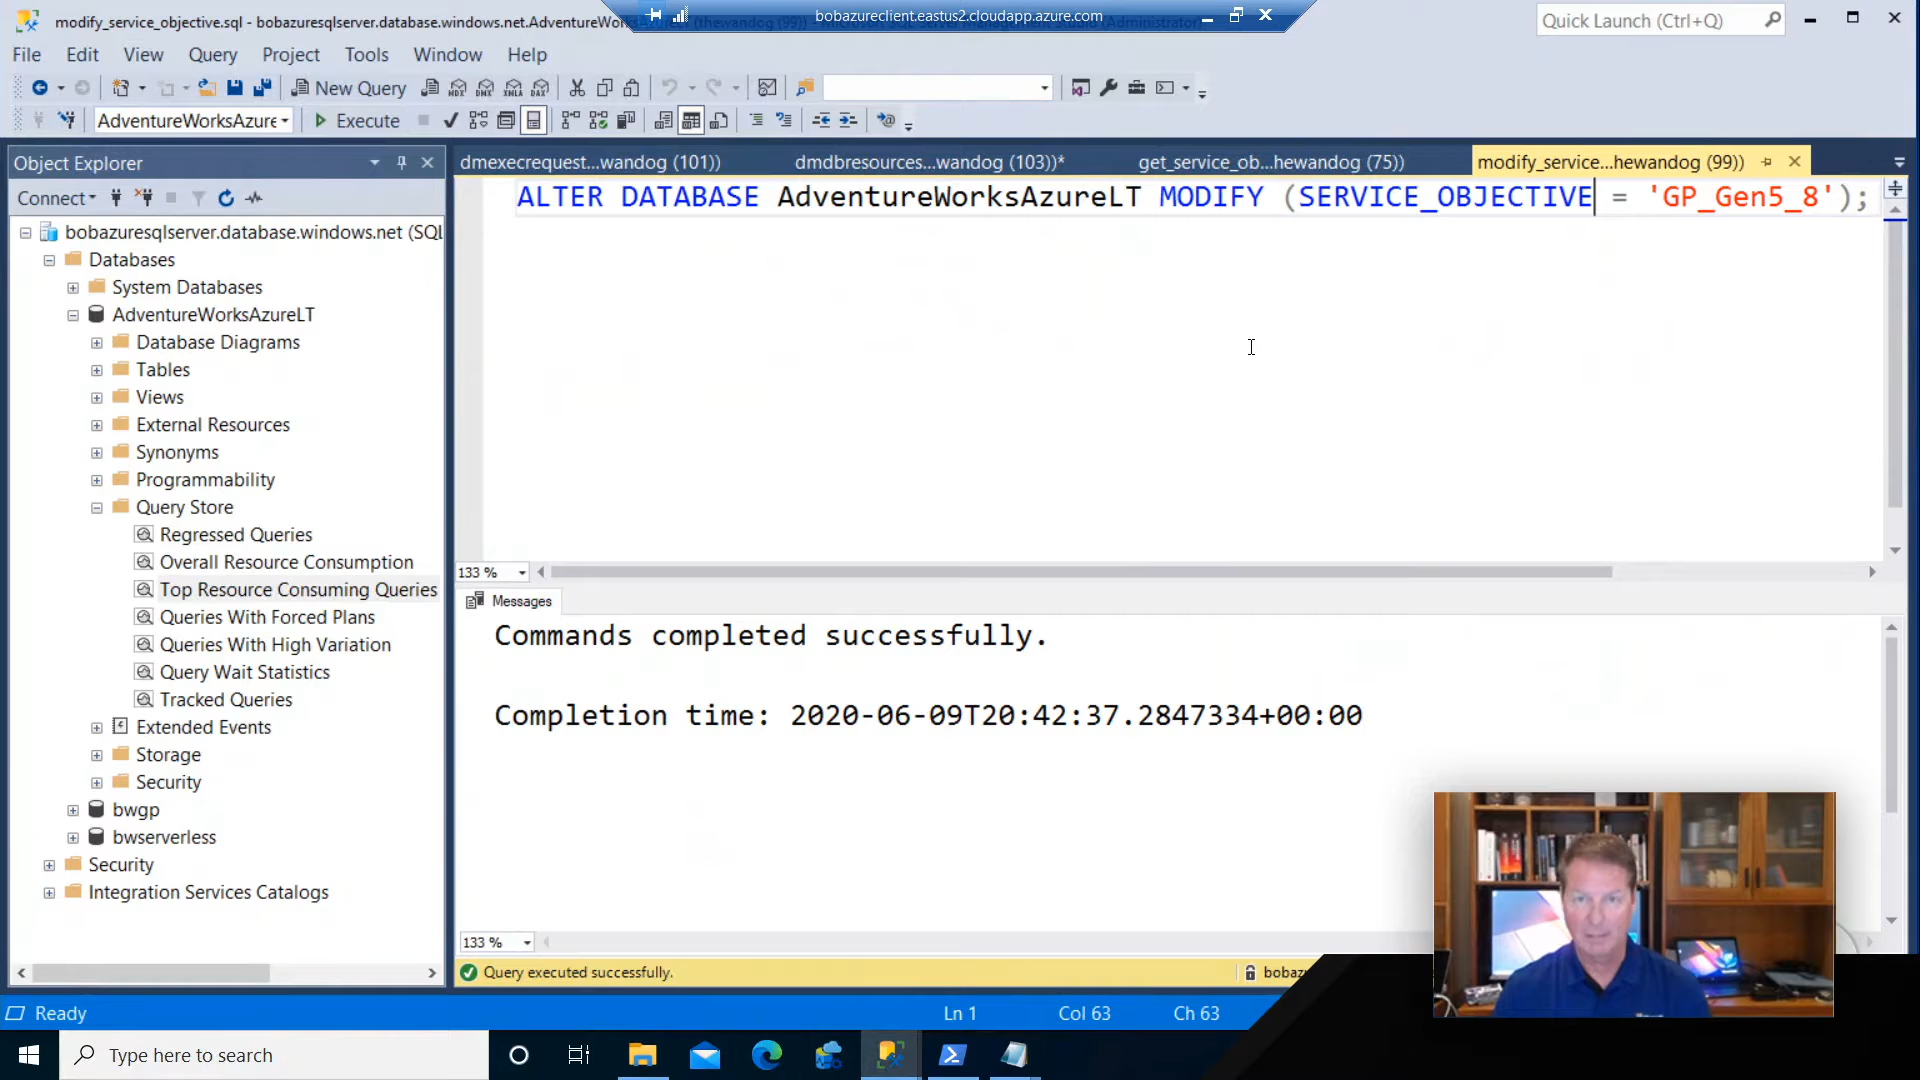 modify_service_objective.sql - bobazuresqlserver.database.windows.net.AdventureWorks
(thewandog (99))
bobazureclient.eastus2.cloudapp.azure.com
Quick Launch (Ctrl+Q)
File Edit View Query Project Tools Window Help
New Query
AdventureWorksAzure
Execute
Object Explorer
dmexecrequest...wandog (101))
dmdbresources...wandog (103))*
get_service_ob...hewandog (75))
modify_service...hewandog (99))
Connect
ALTER DATABASE AdventureWorksAzureLT MODIFY (SERVICE_OBJECTIVE = 'GP_Gen5_8');
bobazuresqlserver.database.windows.net (SQL
Databases
System Databases
AdventureWorksAzureLT
Database Diagrams
Tables
Views
External Resources
Synonyms
Programmability
Query Store
Regressed Queries
Overall Resource Consumption
Top Resource Consuming Queries
Queries With Forced Plans
Queries With High Variation
Query Wait Statistics
Tracked Queries
Extended Events
Storage
Security
bwgp
bwserverless
Security
Integration Services Catalogs
133 %
Messages
Commands completed successfully.
Completion time: 2020-06-09T20:42:37.2847334+00:00
133 %
Query executed successfully.
bobaz
Ready
Ln 1
Col 63
Ch 63
Type here to search